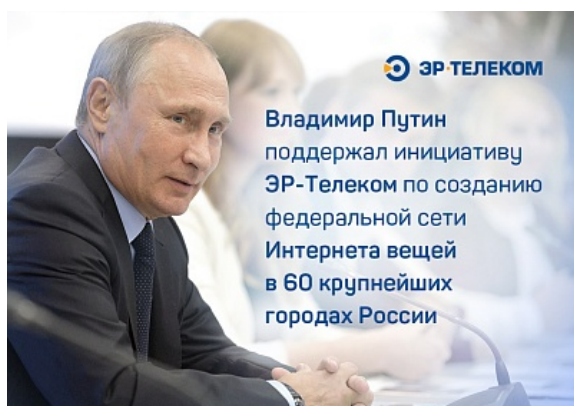 ЭР-ТЕЛЕКОМ
Владимир Путин
поддержал инициативу
ЭР-Телеком по созданию
федеральной сети
Интернета вещей
в 60 крупнейших
городах России